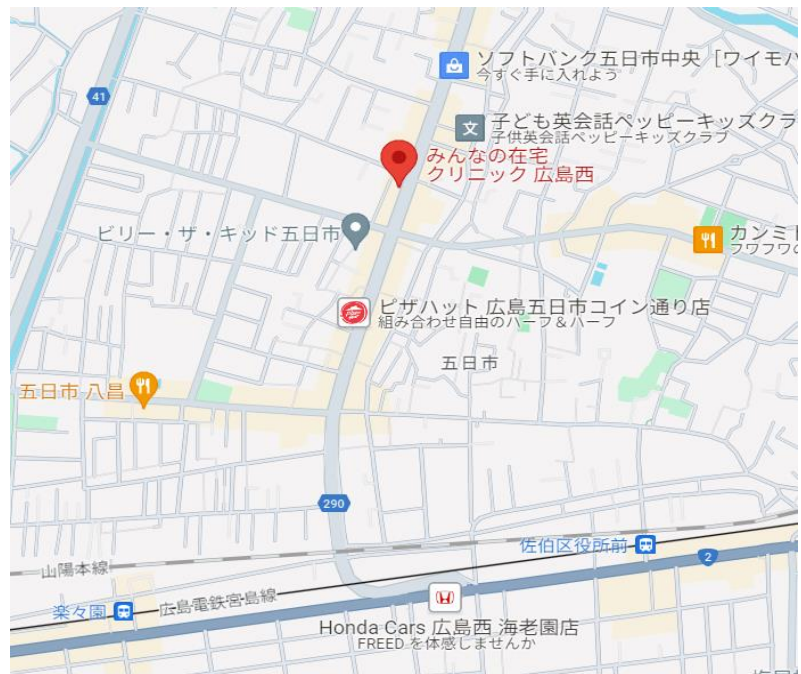 ソフトバンク五日市中央［ワイモバ
今すぐ手に入れよう
41
文
子ども英会話ペッピーキッズクラ
子供英会話ペッピーキッズクラブ
みんなの在宅
クリニック 広島西
ビリー・ザ・キッド五日市
カンミ
フワフワの
ピザハット 広島五日市コイン通り店
組み合わせ自由のハーフ＆ハーフ
五日市
五日市 八昌
290
佐伯区役所前
2
山陽本線
楽々園
広島電鉄宮島線
Honda Cars 広島西 海老園店
FREED を体感しませんか